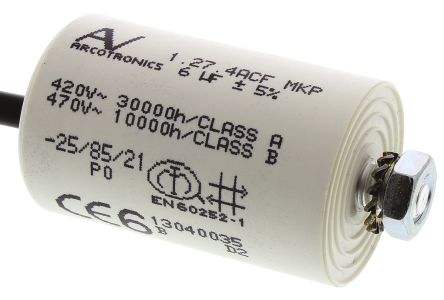 ARCOTRONICS
1.27.4ACF MKP
6 µF ± 5%
420V~ 30000h/CLASS A
470V~ 10000h/CLASS B
-25/85/21
P0
EN60252-1
CE6 13040035
B D2